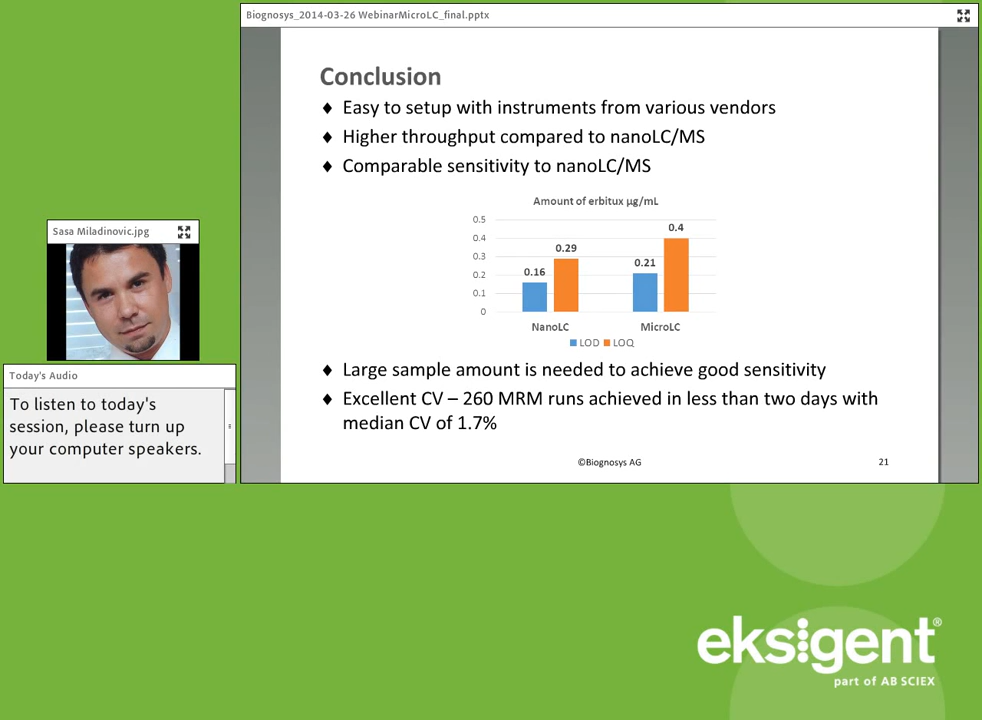 Biognosys_2014-03-26 WebinarMicroLC_final.pptx
Conclusion
♦ Easy to setup with instruments from various vendors
♦ Higher throughput compared to nanoLC/MS
♦ Comparable sensitivity to nanoLC/MS
Amount of erbitux µg/mL
0.5
0.4
0.3
0.2
0.1
0
0.16
0.29
0.21
0.4
NanoLC
MicroLC
LOD LOQ
♦ Large sample amount is needed to achieve good sensitivity
♦ Excellent CV – 260 MRM runs achieved in less than two days with
median CV of 1.7%
©Biognosys AG
21
Sasa Miladinovic.jpg
Today's Audio
To listen to today's
session, please turn up
your computer speakers.
eksigent®
part of AB SCIEX